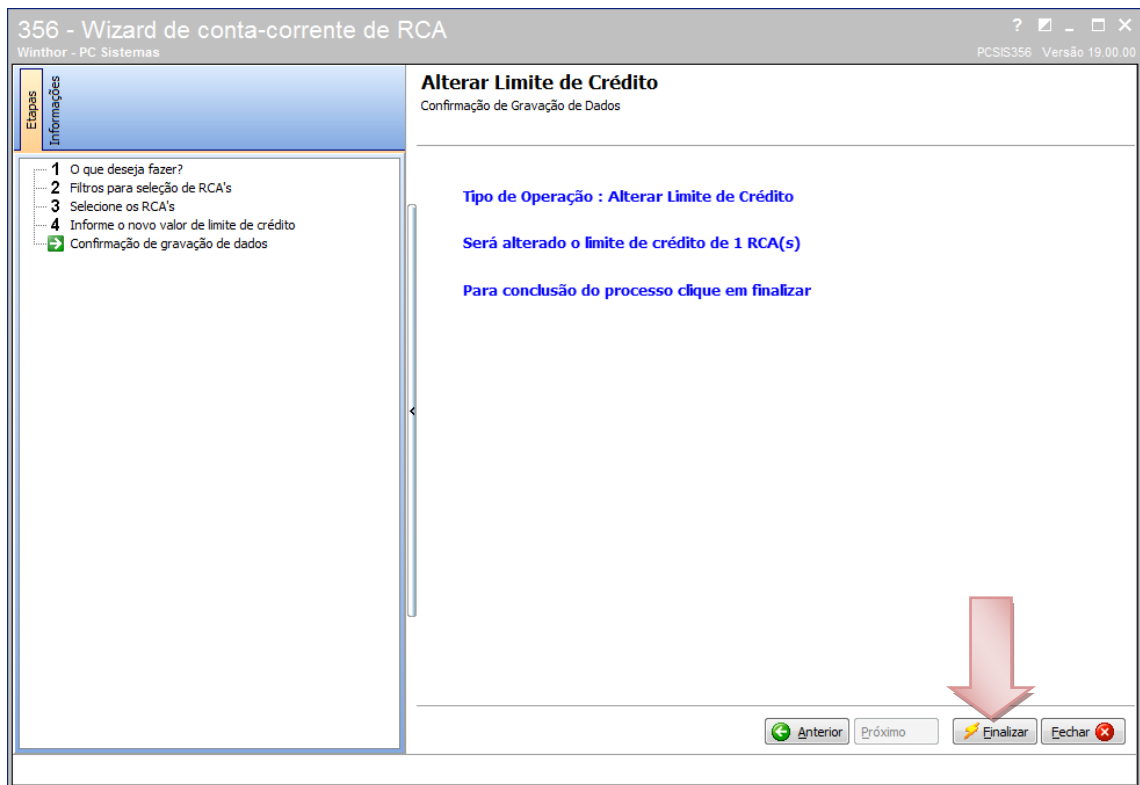 356 - Wizard de conta-corrente de RCA
Winthor - PC Sistemas
PCSIS356 Versão 19.00.00
Etapas
Informações
Alterar Limite de Crédito
Confirmação de Gravação de Dados
1 O que deseja fazer?
2 Filtros para seleção de RCA's
3 Selecione os RCA's
4 Informe o novo valor de limite de crédito
Confirmação de gravação de dados
Tipo de Operação : Alterar Limite de Crédito
Será alterado o limite de crédito de 1 RCA(s)
Para conclusão do processo clique em finalizar
Anterior
Próximo
Finalizar
Fechar